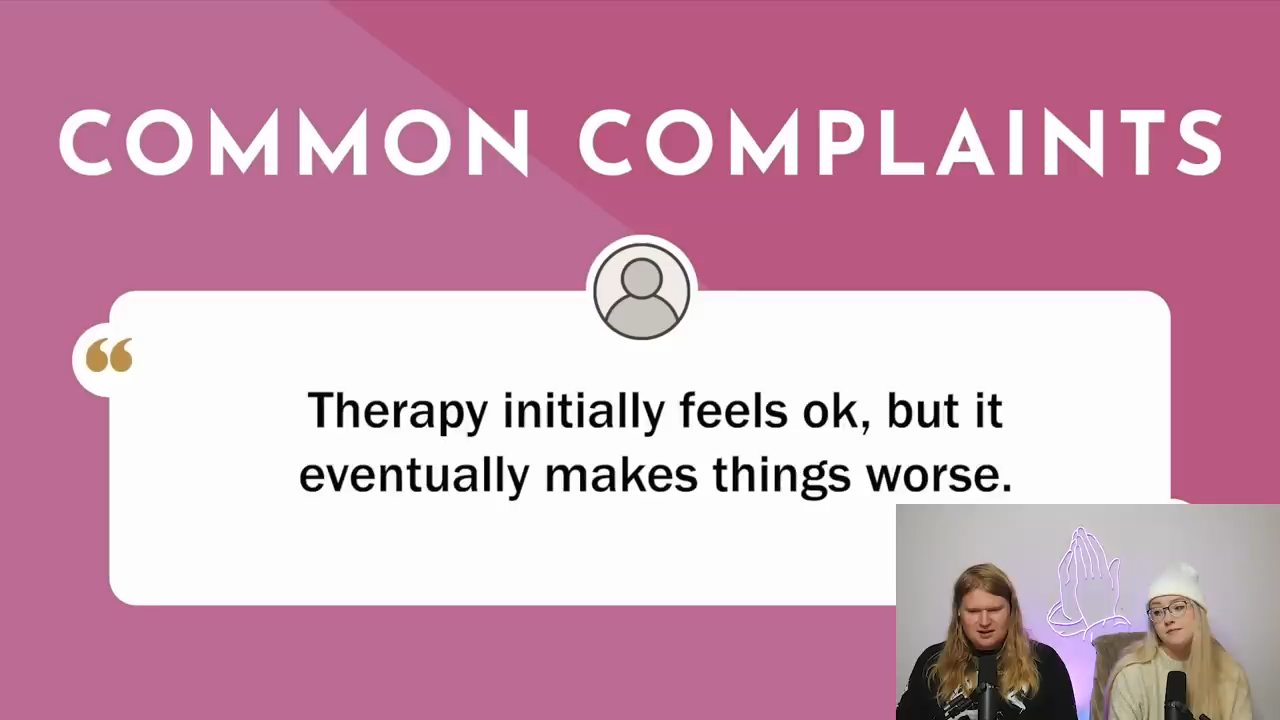 COMMON COMPLAINTS
“
Therapy initially feels ok, but it
eventually makes things worse.